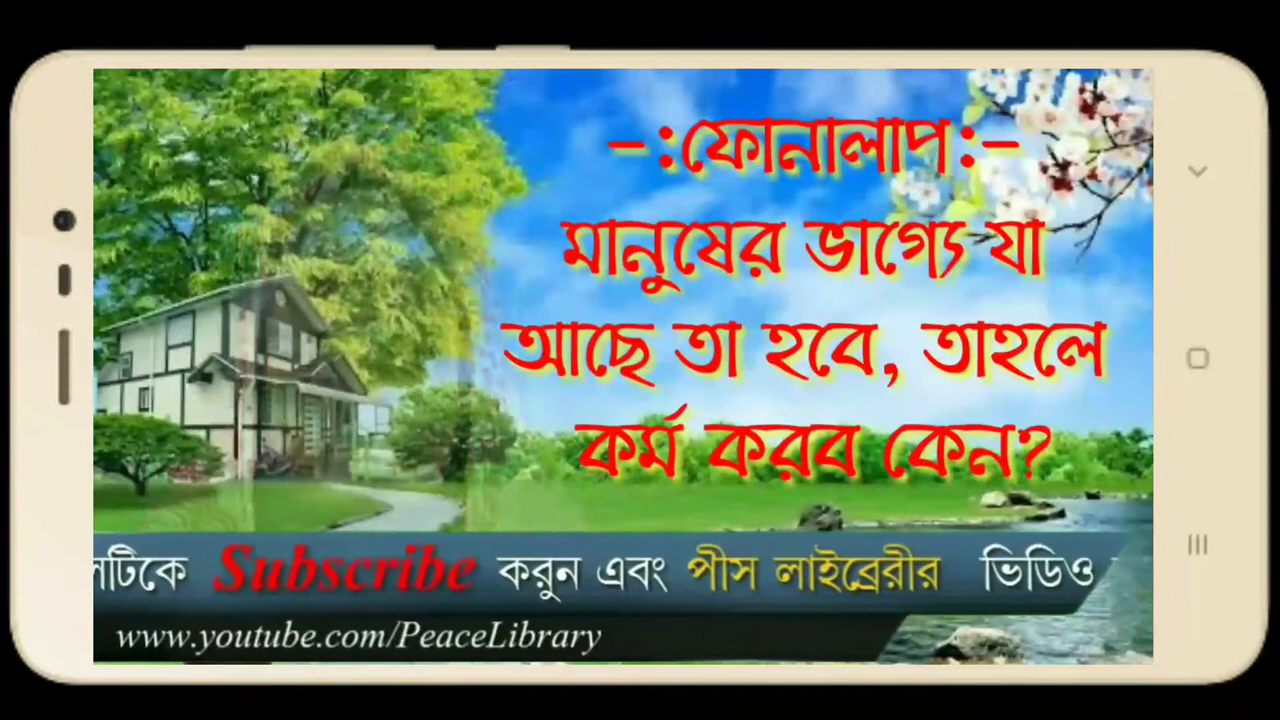 -:ফোনালাপ:-
মানুষের ভাগ্যে যা
আছে তা হবে, তাহলে
কর্ম করব কেন?
Subscribe করুন এবং পীস লাইব্রেরীর ভিডিও
www.youtube.com/PeaceLibrary